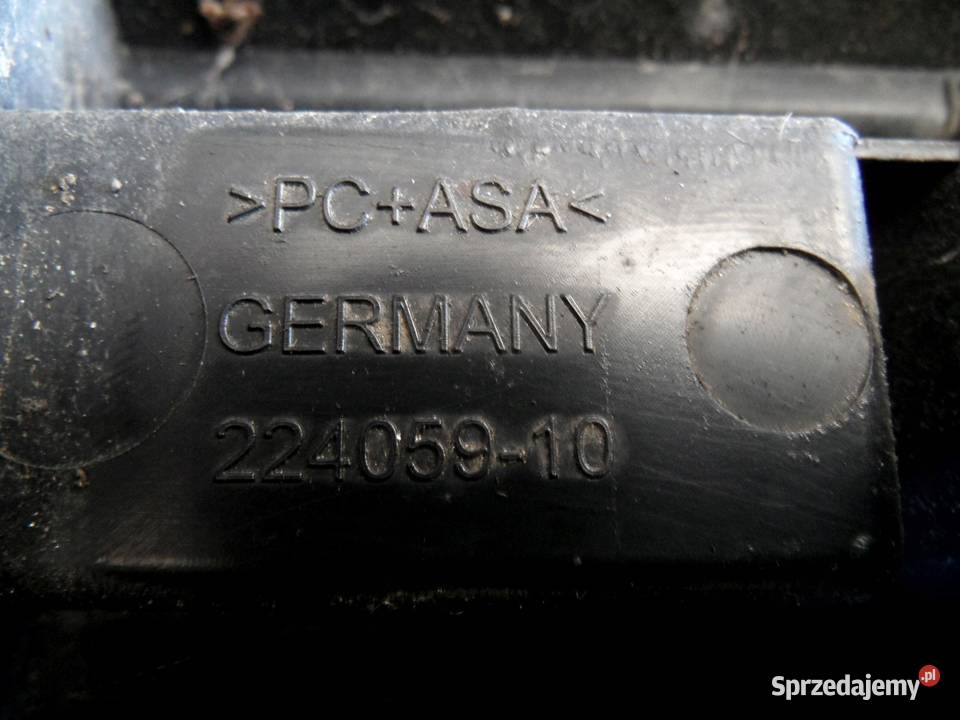 >PC+ASA<
GERMANY
224059-10
Sprzedajemy.pl